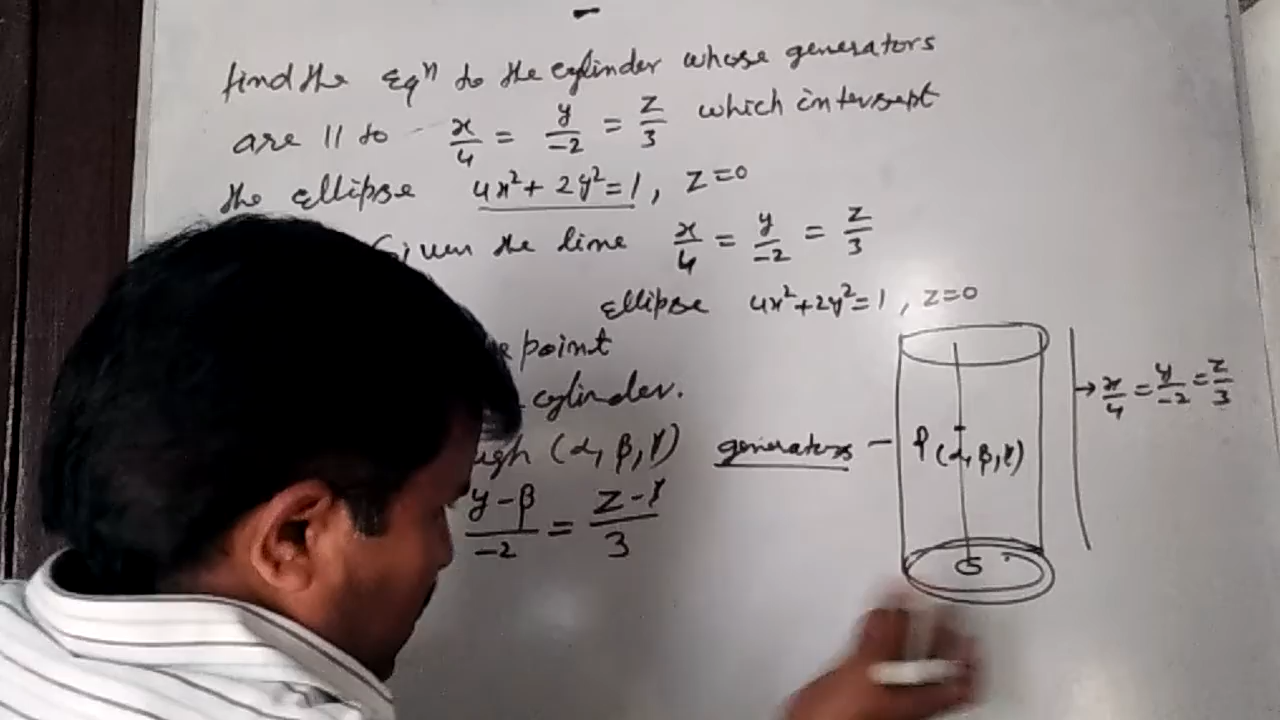 find the Eqⁿ to the cylinder whose generators
are || to x/4 = y/-2 = z/3 which intersept
the ellipse 4x²+2y²=1, z=0
Given the line x/4 = y/-2 = z/3
Ellipse 4x²+2y²=1, z=0
point
cylinder.
(α, β, γ)
y-β/-2 = z-γ/3
generators – P(α, β, γ)
→ x/4 = y/-2 = z/3